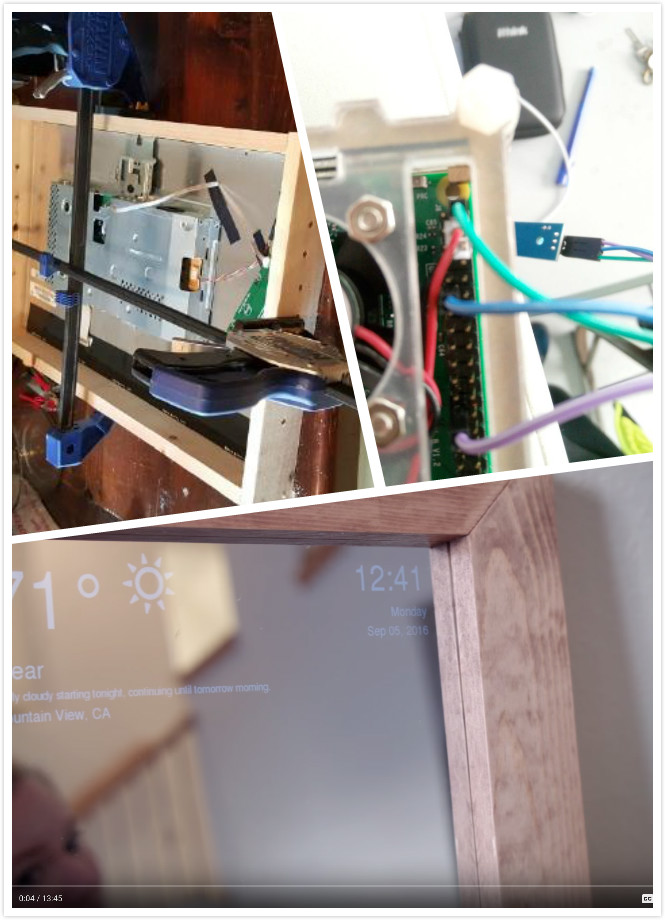 71°
12:41
Monday
Sep 05, 2016
ear
ly cloudy starting tonight, continuing until tomorrow morning.
untain View, CA
0:04 / 13:45
CC